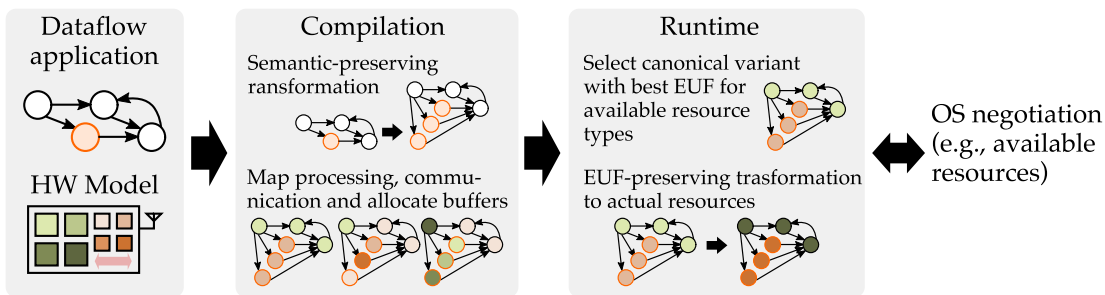 Dataflow
application
HW Model
Compilation
Semantic-preserving
ransformation
Map processing, commu-
nication and allocate buffers
Runtime
Select canonical variant
with best EUF for
available resource
types
EUF-preserving trasformation
to actual resources
OS negotiation
(e.g., available
resources)